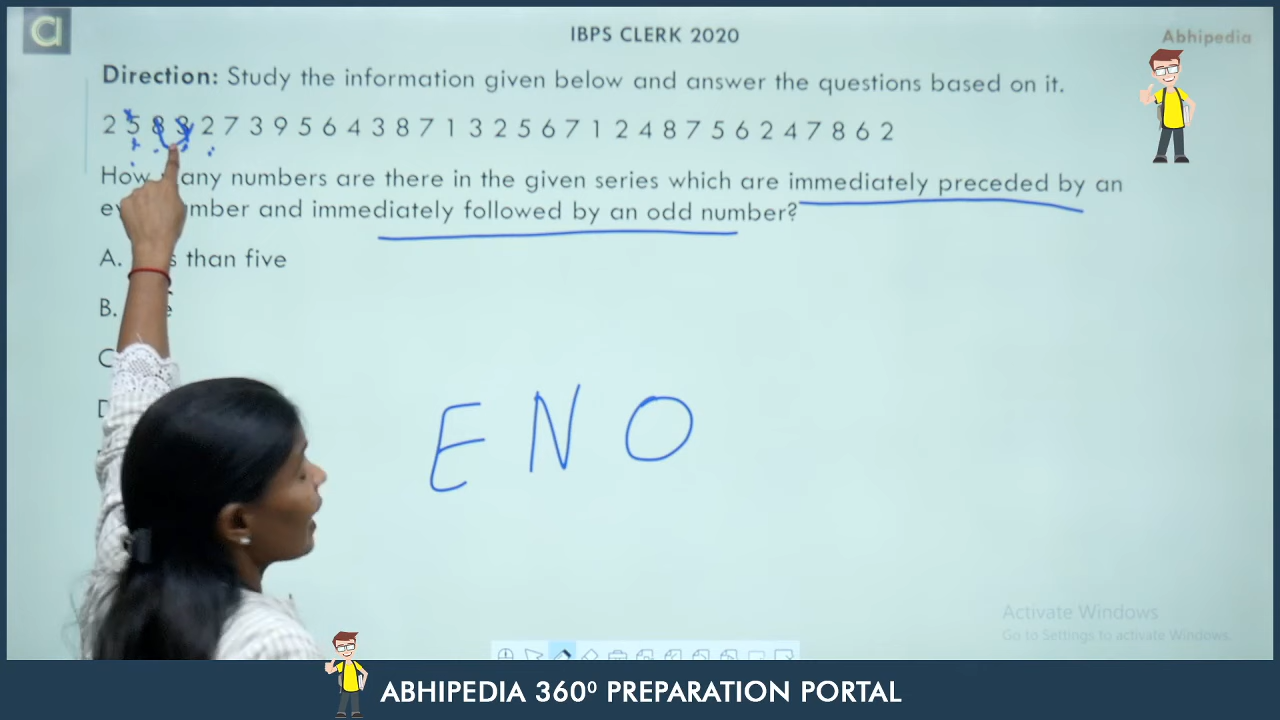 a
IBPS CLERK 2020
Abhipedia
Direction: Study the information given below and answer the questions based on it.
2 5 8 3 2 7 3 9 5 6 4 3 8 7 1 3 2 5 6 7 1 2 4 8 7 5 6 2 4 7 8 6 2
How any numbers are there in the given series which are immediately preceded by an
mber and immediately followed by an odd number?
A. than five
B.
C
D
E N O
Activate Windows
Go to Settings to activate Windows.
ABHIPEDIA 360⁰ PREPARATION PORTAL